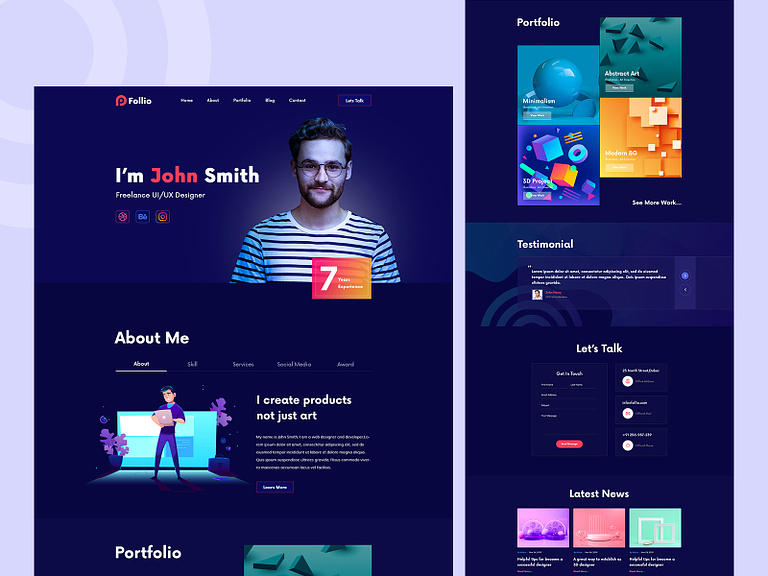 Follio
Home
About
Portfolio
Blog
Contact
Lets Talk
I'm John Smith
Freelance UI/UX Designer
Bē
7
Years
Experience
About Me
About
Skill
Services
Social Media
Award
I create products
not just art
My name is John Smith, I am a web designer and developer.Lo-
rem ipsum dolor sit amet, consectetur adipiscing elit, sed do
eiusmod tempor incididunt ut labore et dolore magna aliqua.
Quis ipsum suspendisse ultrices gravida. Risus commodo viver-
ra maecenas accumsan lacus vel facilisis.
Learn More
Portfolio
Portfolio
Minimalism
View Work
Abstract Art
View Work
3D Project
View Work
Modern BG
View Work
See More Work...
Testimonial
Lorem ipsum dolor sit amet, consectetur adipiscing elit, sed do eiusmod
tempor incididunt ut labore et dolore magna aliqua. Quis ipsum suspendisse
ultrices gravida.
Let's Talk
Get In Touch
First Name
Last Name
Email Address
Subject
Your Message
Send Message
25 North Street,Dubai
Office Address
info@follio.com
Official Mail
Official Phone
Latest News
Helpful tips for become a
successful designer
Read More...
A great way to establish as
3D designer
Read More...
Helpful tips for become a
successful designer
Read More...